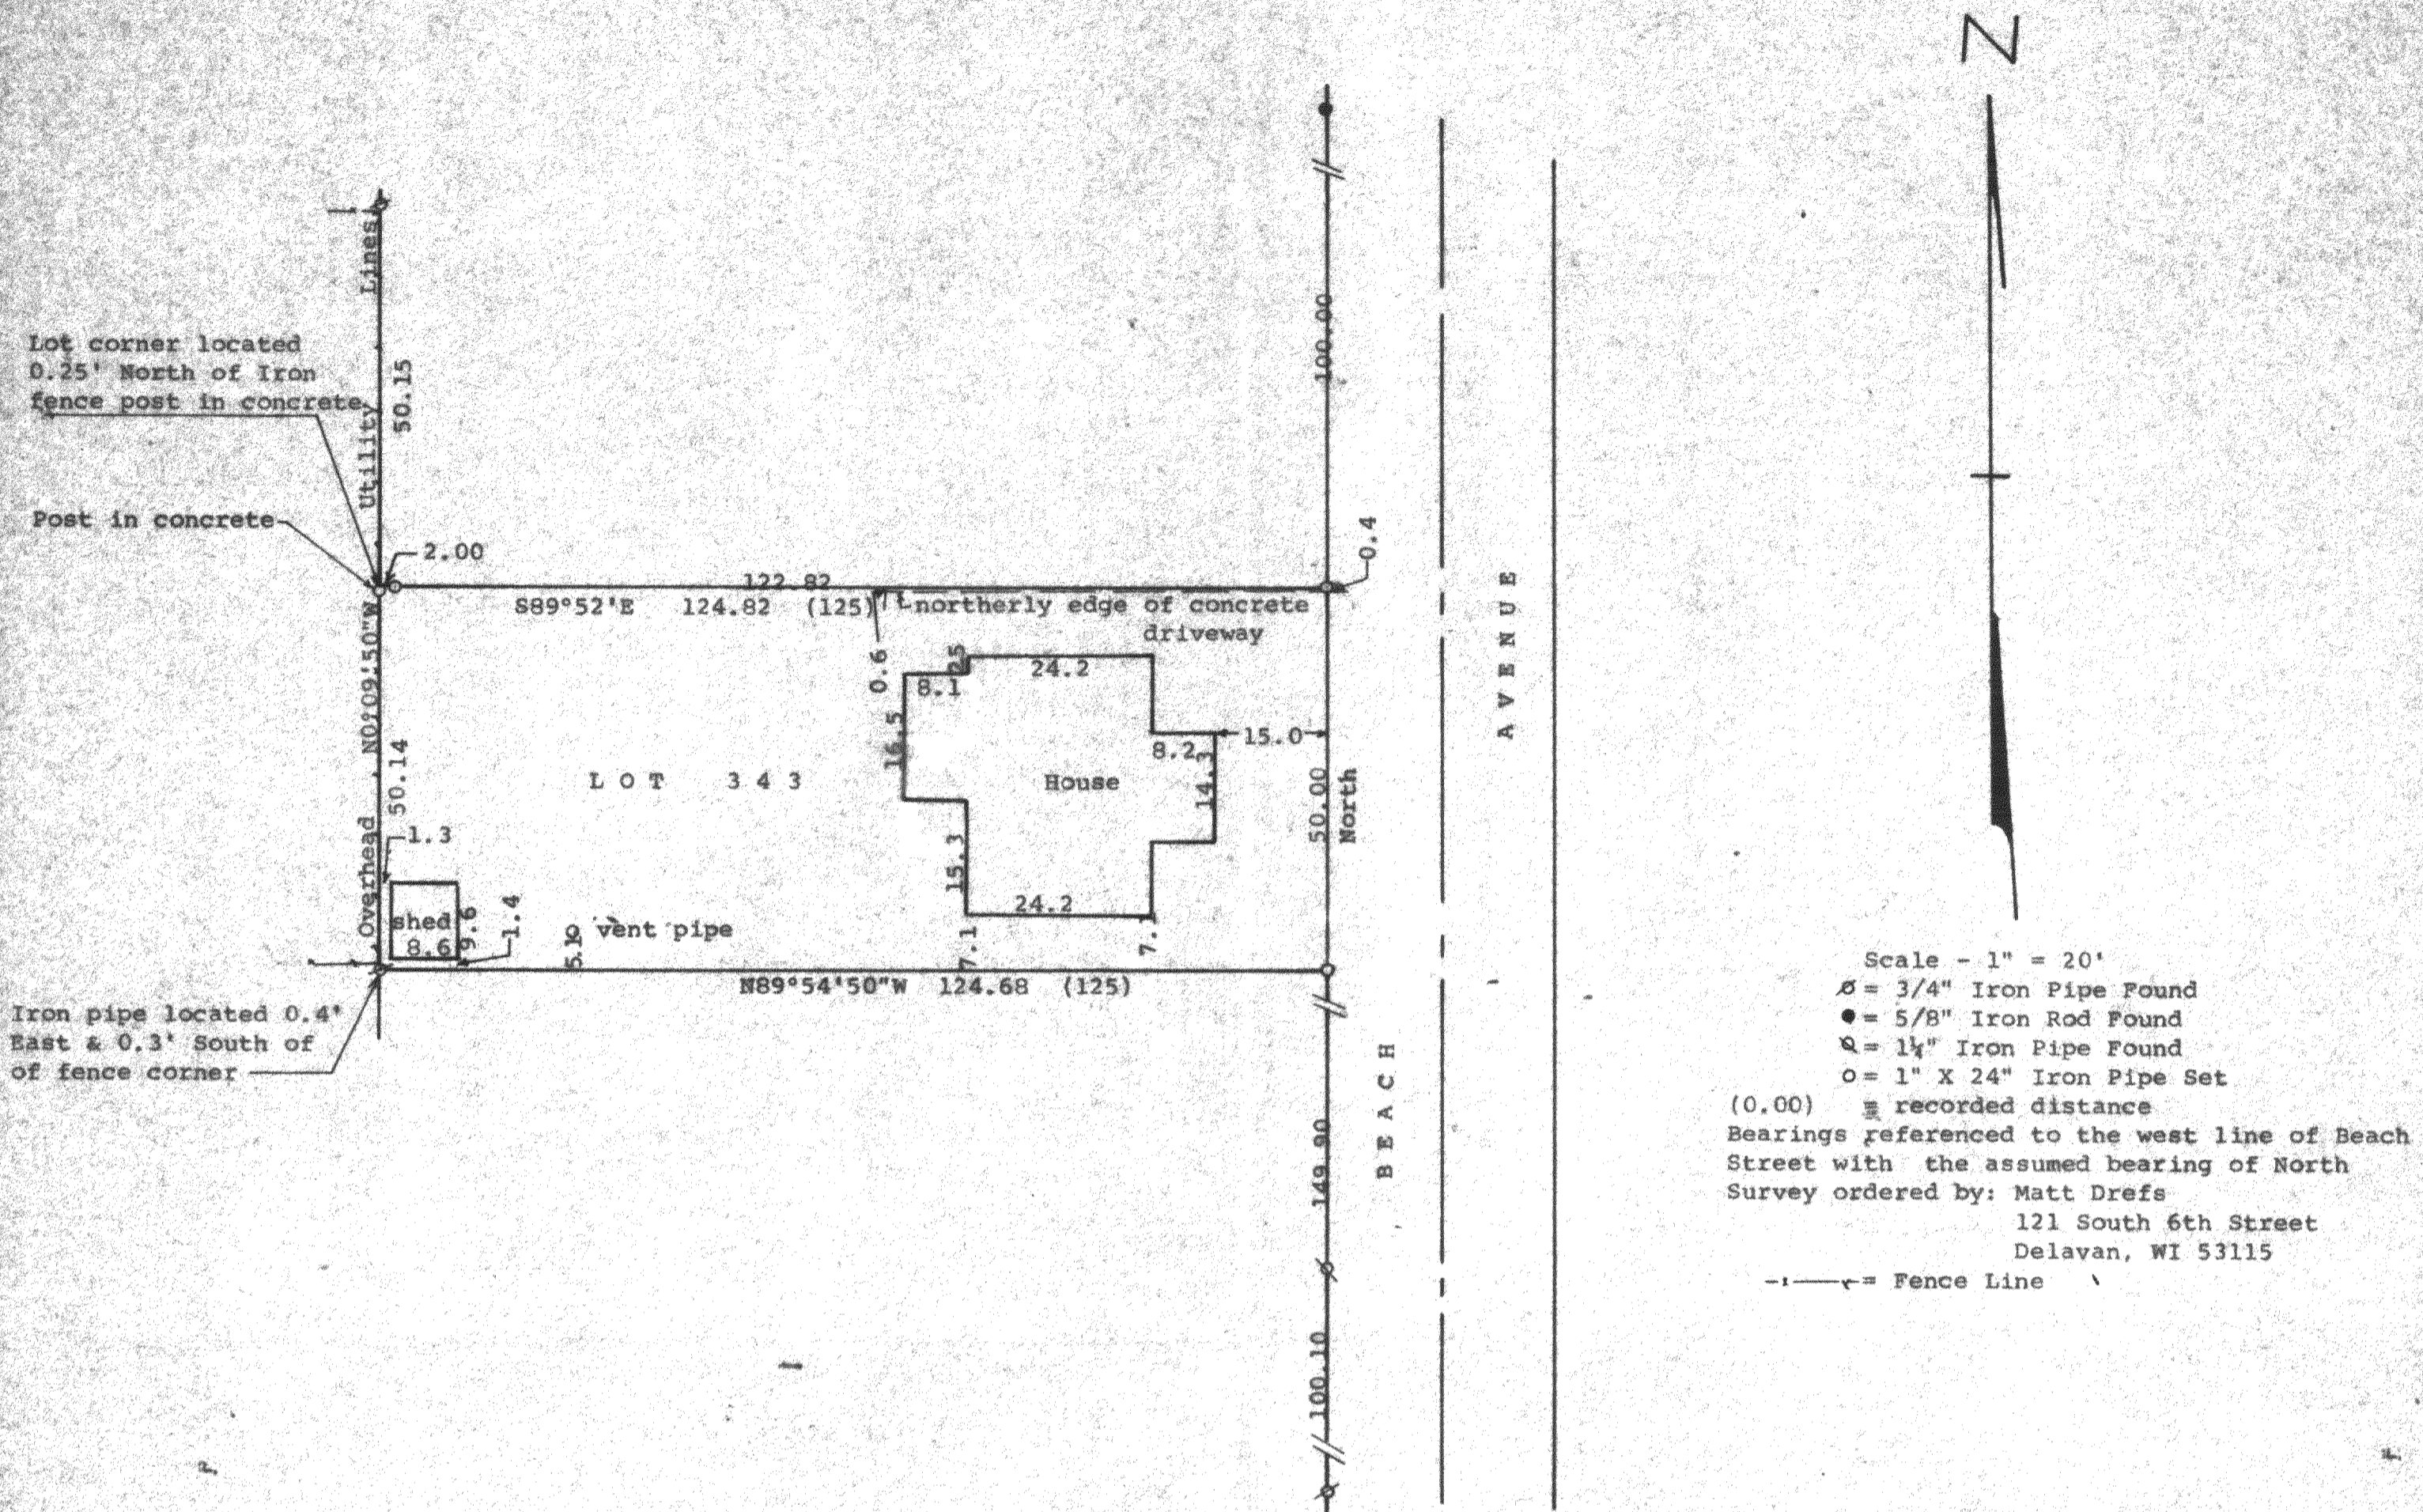 N
Lines
100.00
Lot corner located
0.25' North of Iron
fence post in concrete
50.15
Utility
Post in concrete
2.00
0.4
122.82
S89°52'E 124.82 (125)
northerly edge of concrete
driveway
AVENUE
N0°09'50"W
0.6
8.1
24.2
16.5
15.0
8.2
14.3
50.14
LOT 343
House
50.00
North
1.3
Overhead
15.3
shed
8.6
9.6
1.4
vent pipe
24.2
7.1
N89°54'50"W 124.68 (125)
Iron pipe located 0.4'
East & 0.3' South of
of fence corner
BEACH
149.90
100.10
Scale - 1" = 20'
= 3/4" Iron Pipe Found
= 5/8" Iron Rod Found
= 1¼" Iron Pipe Found
= 1" X 24" Iron Pipe Set
(0.00) = recorded distance
Bearings referenced to the west line of Beach
Street with the assumed bearing of North
Survey ordered by: Matt Drefs
121 South 6th Street
Delavan, WI 53115
= Fence Line